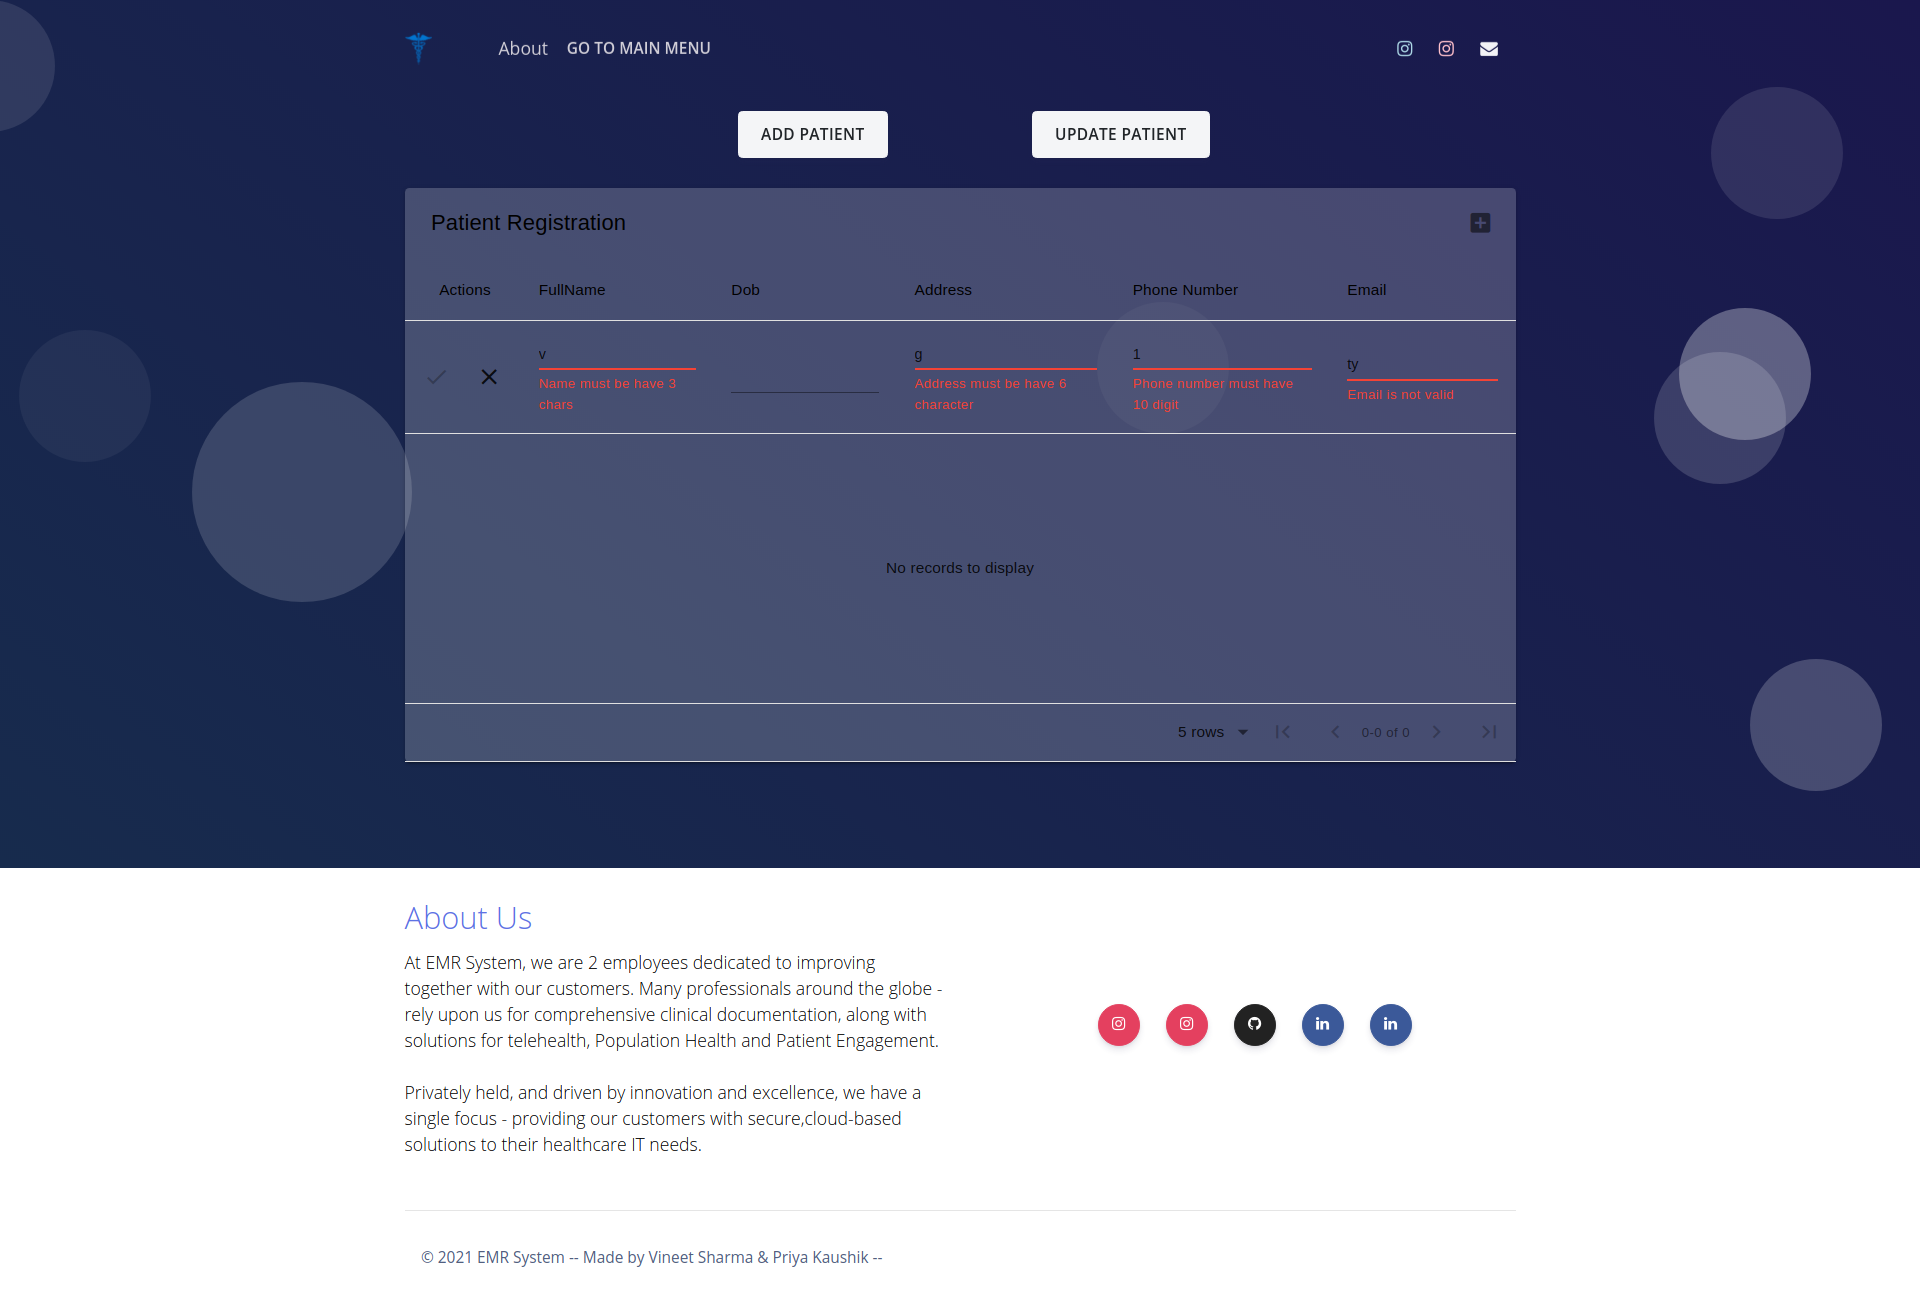 About GO TO MAIN MENU
ADD PATIENT UPDATE PATIENT
Patient Registration
Actions FullName Dob Address Phone Number Email
v g 1 ty
Name must be have 3 chars
Address must be have 6 character
Phone number must have 10 digit
Email is not valid
No records to display
5 rows 0-0 of 0
About Us
At EMR System, we are 2 employees dedicated to improving
together with our customers. Many professionals around the globe -
rely upon us for comprehensive clinical documentation, along with
solutions for telehealth, Population Health and Patient Engagement.
Privately held, and driven by innovation and excellence, we have a
single focus - providing our customers with secure,cloud-based
solutions to their healthcare IT needs.
© 2021 EMR System -- Made by Vineet Sharma & Priya Kaushik --